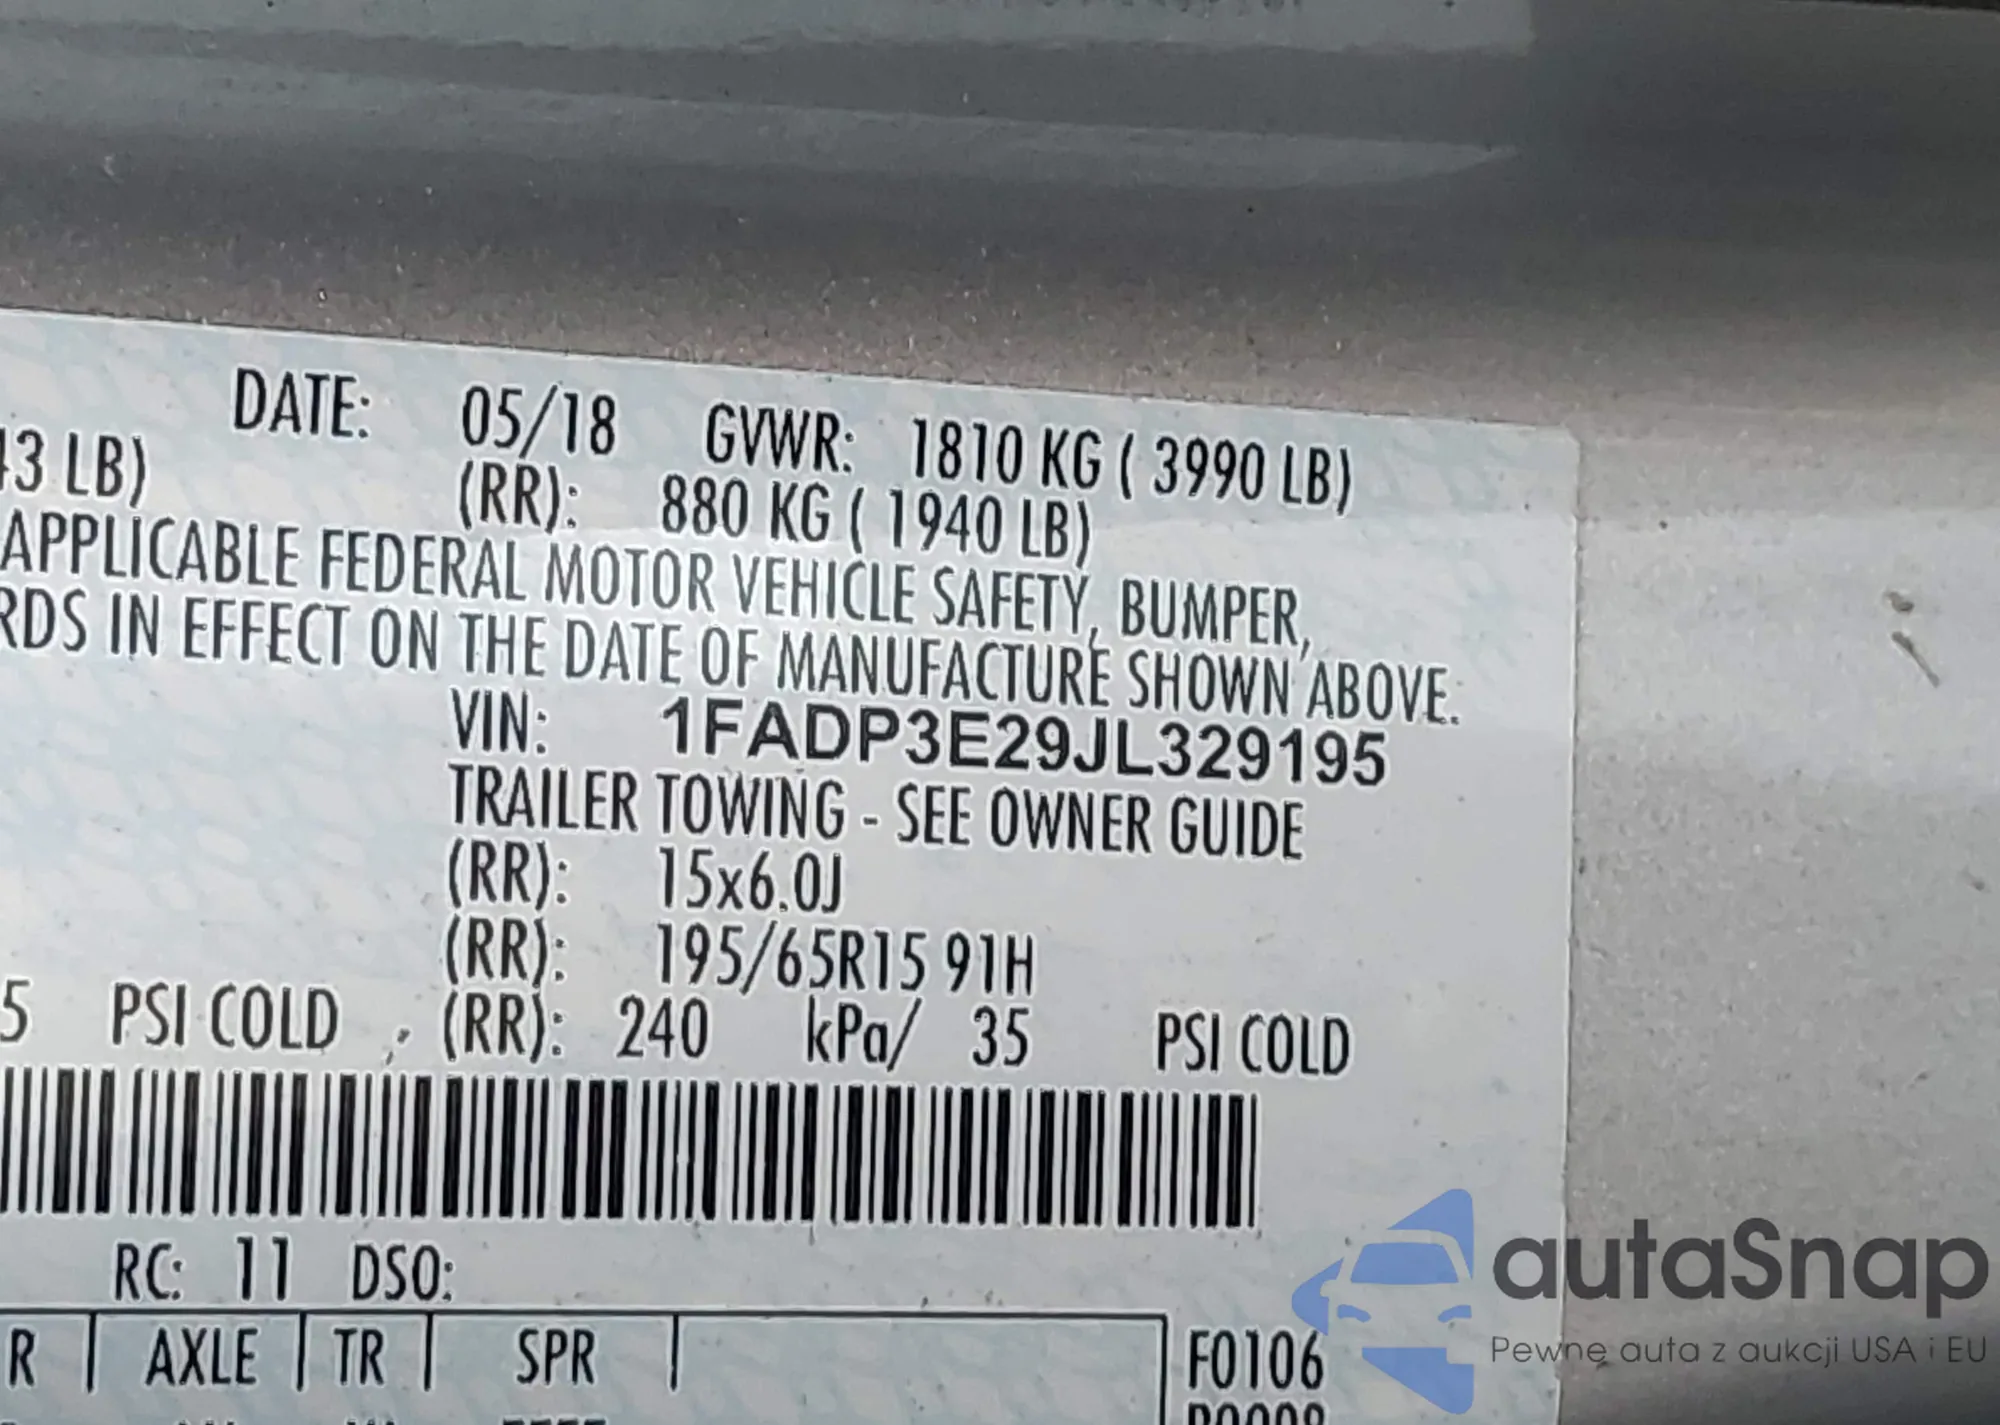 DATE: 05/18 GVWR: 1810 KG ( 3990 LB)
43 LB) (RR): 880 KG ( 1940 LB)
APPLICABLE FEDERAL MOTOR VEHICLE SAFETY, BUMPER,
RDS IN EFFECT ON THE DATE OF MANUFACTURE SHOWN ABOVE.
VIN: 1FADP3E29JL329195
TRAILER TOWING - SEE OWNER GUIDE
(RR): 15x6.0J
(RR): 195/65R15 91H
5 PSI COLD , (RR): 240 kPa/ 35 PSI COLD
RC: 11 DSO:
R AXLE TR SPR
F0106
autaSnap
Pewne auta z aukcji USA i EU